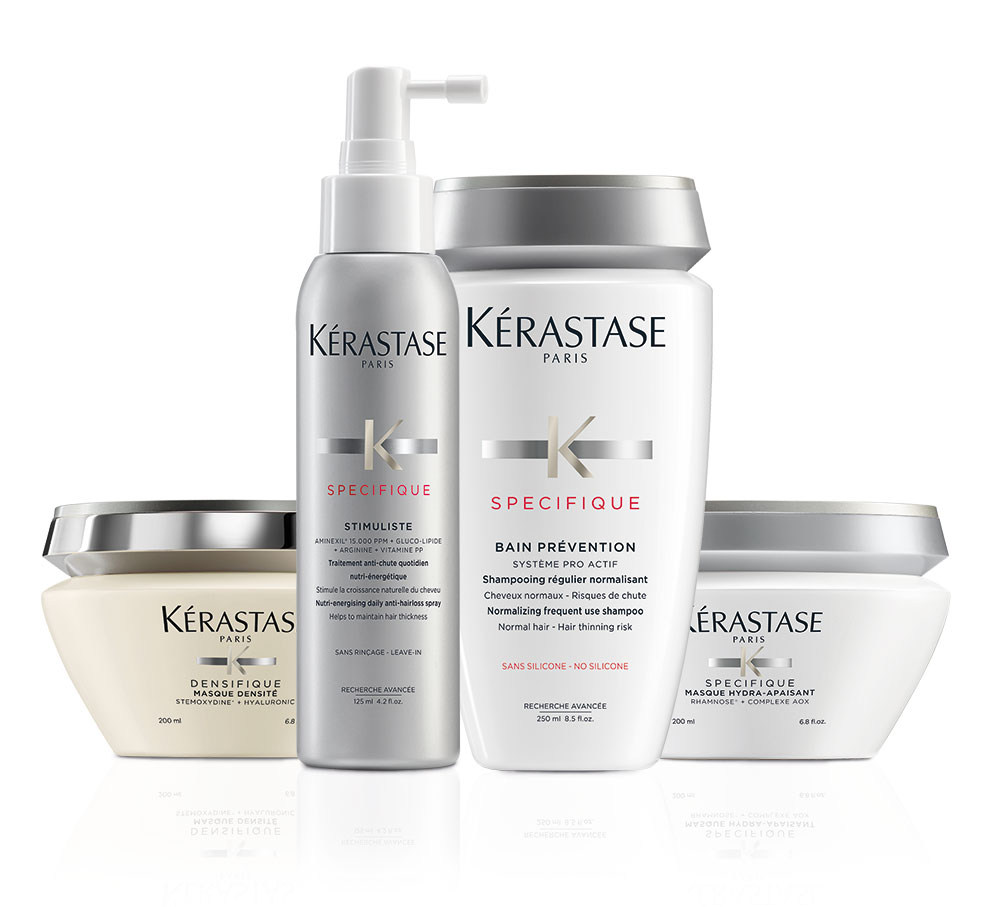 KÉRASTASE
PARIS
K
DENSIFIQUE
MASQUE DENSITÉ
STEMOXYDINE® + HYALURONIC
200 ml
6.8
KÉRASTASE
PARIS
K
SPECIFIQUE
STIMULISTE
AMINEXIL® 15.000 PPM + GLUCO-LIPIDE
+ ARGININE + VITAMINE PP
Traitement anti-chute quotidien
nutri-énergétique
Stimule la croissance naturelle du cheveu
Nutri-energising daily anti-hairloss spray
Helps to maintain hair thickness
SANS RINÇAGE - LEAVE-IN
RECHERCHE AVANCÉE
125 ml 4.2 fl.oz.
KÉRASTASE
PARIS
K
SPECIFIQUE
BAIN PRÉVENTION
SYSTÈME PRO ACTIF
Shampooing régulier normalisant
Cheveux normaux - Risques de chute
Normalizing frequent use shampoo
Normal hair - Hair thinning risk
SANS SILICONE - NO SILICONE
RECHERCHE AVANCÉE
250 ml 8.5 fl.oz.
KÉRASTASE
PARIS
K
SPECIFIQUE
MASQUE HYDRA-APAISANT
RHAMNOSE® + COMPLEXE AOX
200 ml
6.8 fl.oz.